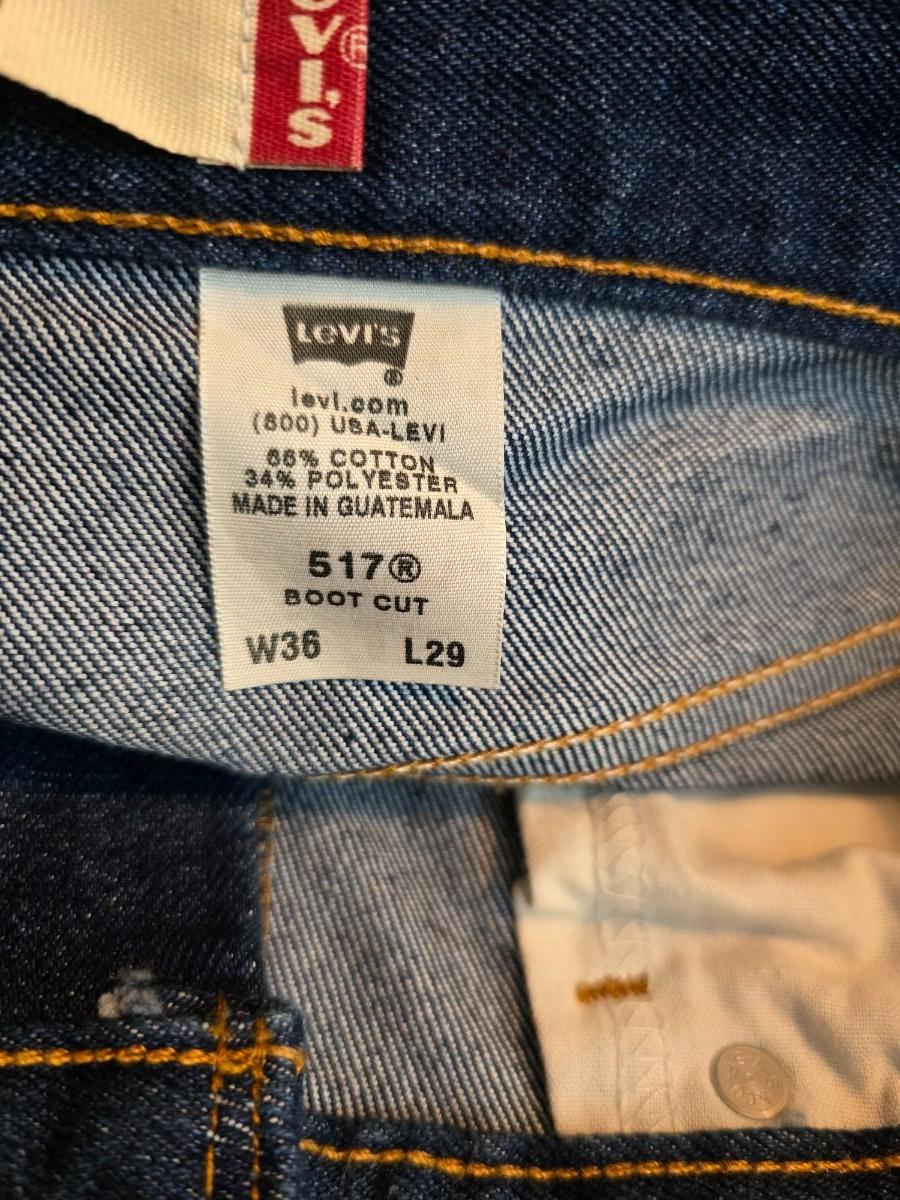 LEVI'S ®
LEVI'S
®
levi.com
(800) USA-LEVI
66% COTTON
34% POLYESTER
MADE IN GUATEMALA
517®
BOOT CUT
W36 L29